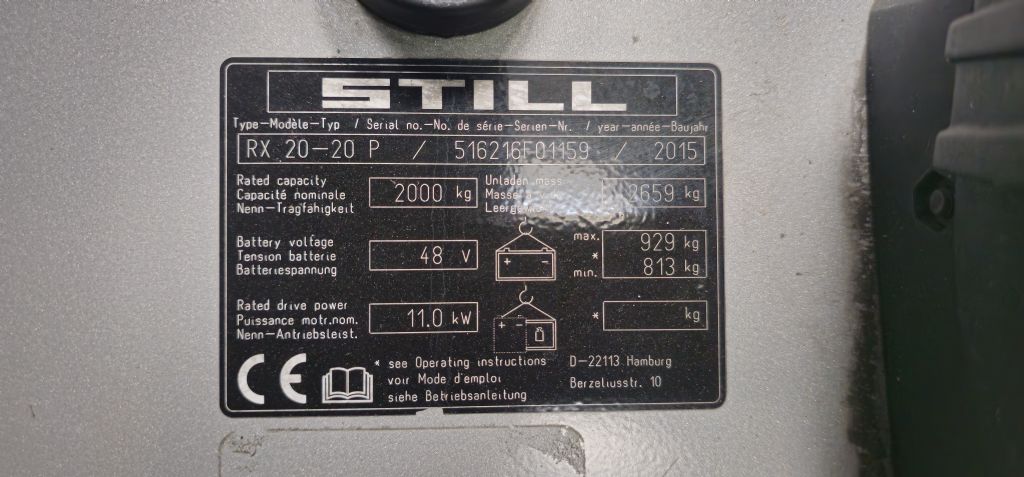 STILL
Type-Modèle-Typ / Serial no.-No. de série-Serien-Nr. / year-année-Baujahr
RX 20-20 P / 516216F01159 / 2015
Rated capacity
Capacité nominale
Nenn-Tragfähigkeit
2000 kg
Unladen mass
Masse à
2659 kg
Battery voltage
Tension batterie
Batteriespannung
48 V
+ -
max. 929 kg
*
min. 813 kg
Rated drive power
Puissance motr.nom.
Nenn-Antriebsleist.
11.0 kW
+ -
* kg
CE
* see Operating instructions
voir Mode d'emploi
siehe Betriebsanleitung
D-22113 Hamburg
Berzeliusstr. 10